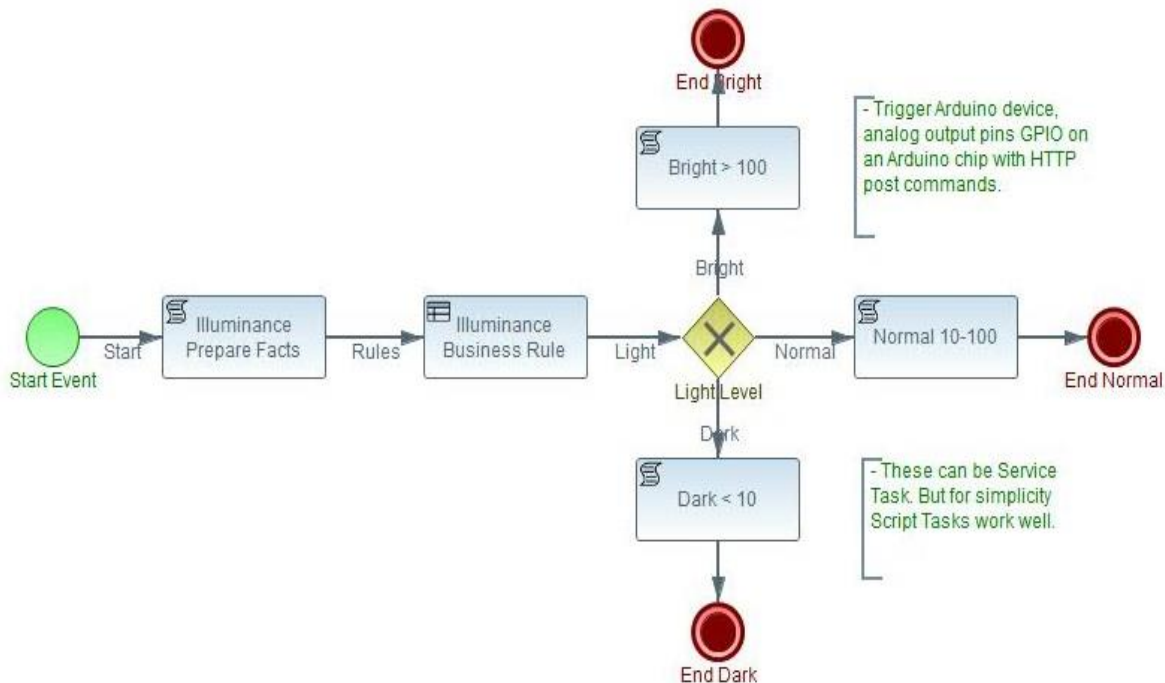 End Bright
- Trigger Arduino device,
analog output pins GPIO on
an Arduino chip with HTTP
post commands.
Bright > 100
Bright
Start Event
Start
Illuminance
Prepare Facts
Rules
Illuminance
Business Rule
Light
Light Level
Normal
Normal 10-100
End Normal
Dark
Dark < 10
- These can be Service
Task. But for simplicity
Script Tasks work well.
End Dark